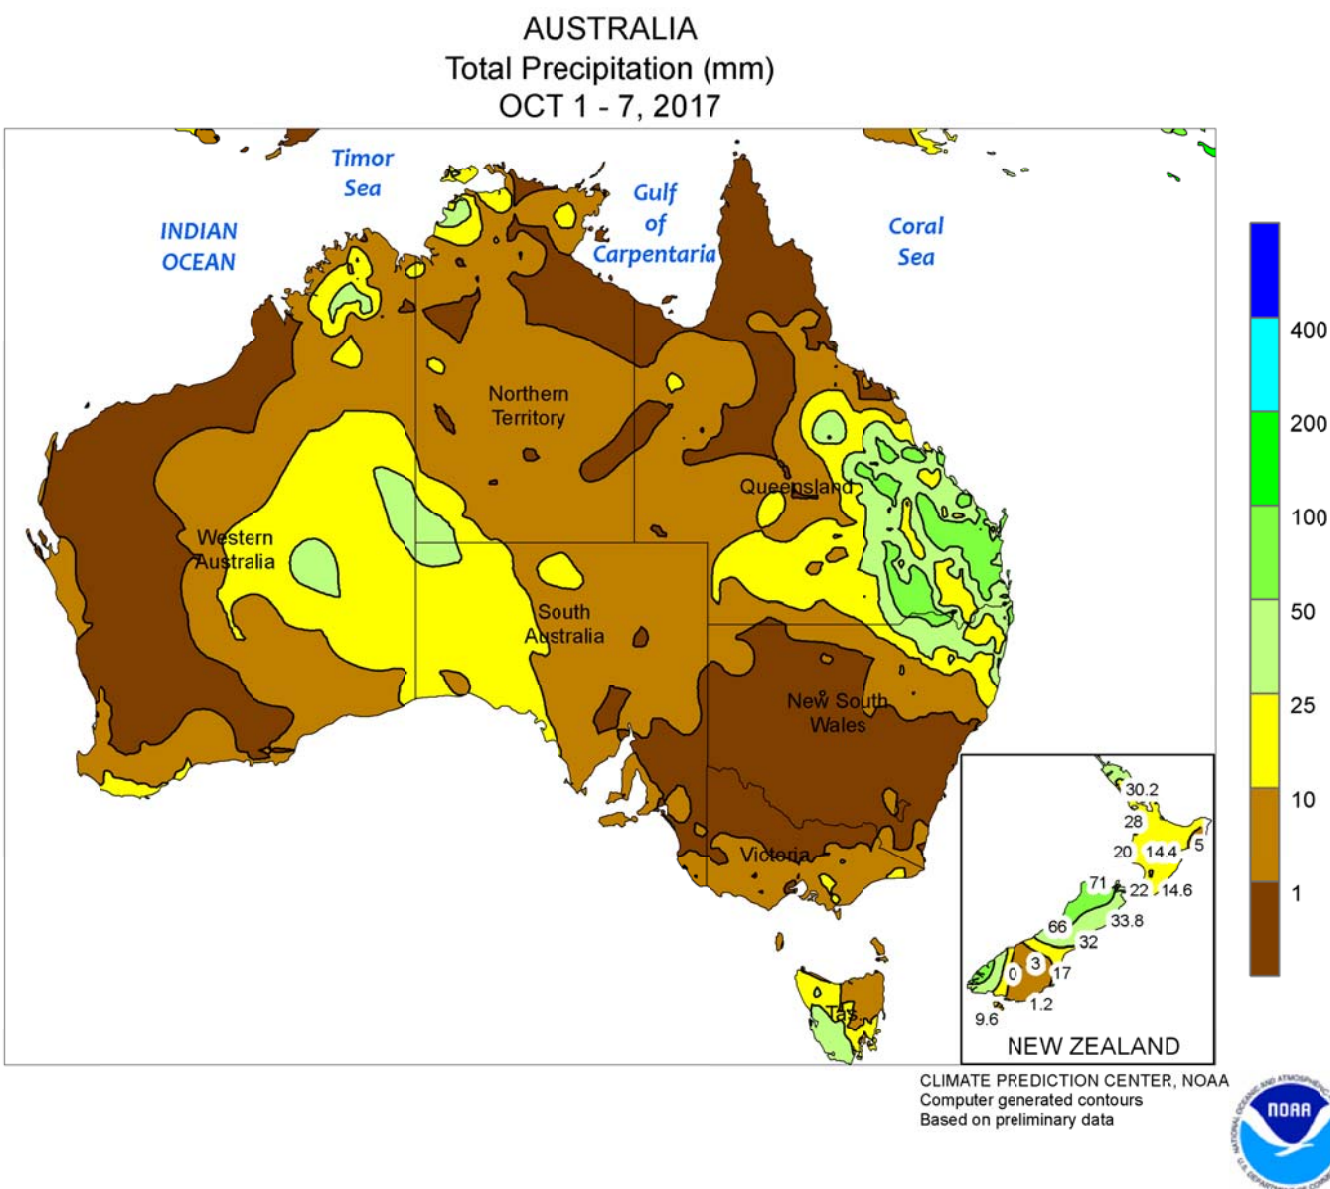 AUSTRALIA
Total Precipitation (mm)
OCT 1 - 7, 2017
Timor
Sea
Gulf
of
Carpentaria
INDIAN
OCEAN
Coral
Sea
Northern
Territory
Queensland
Western
Australia
South
Australia
New South
Wales
Victoria
Tas.
400
200
100
50
25
10
1
30.2
28
20
14.4
5
71
22
14.6
33.8
66
32
3
0
17
1.2
9.6
NEW ZEALAND
CLIMATE PREDICTION CENTER, NOAA
Computer generated contours
Based on preliminary data
NOAA